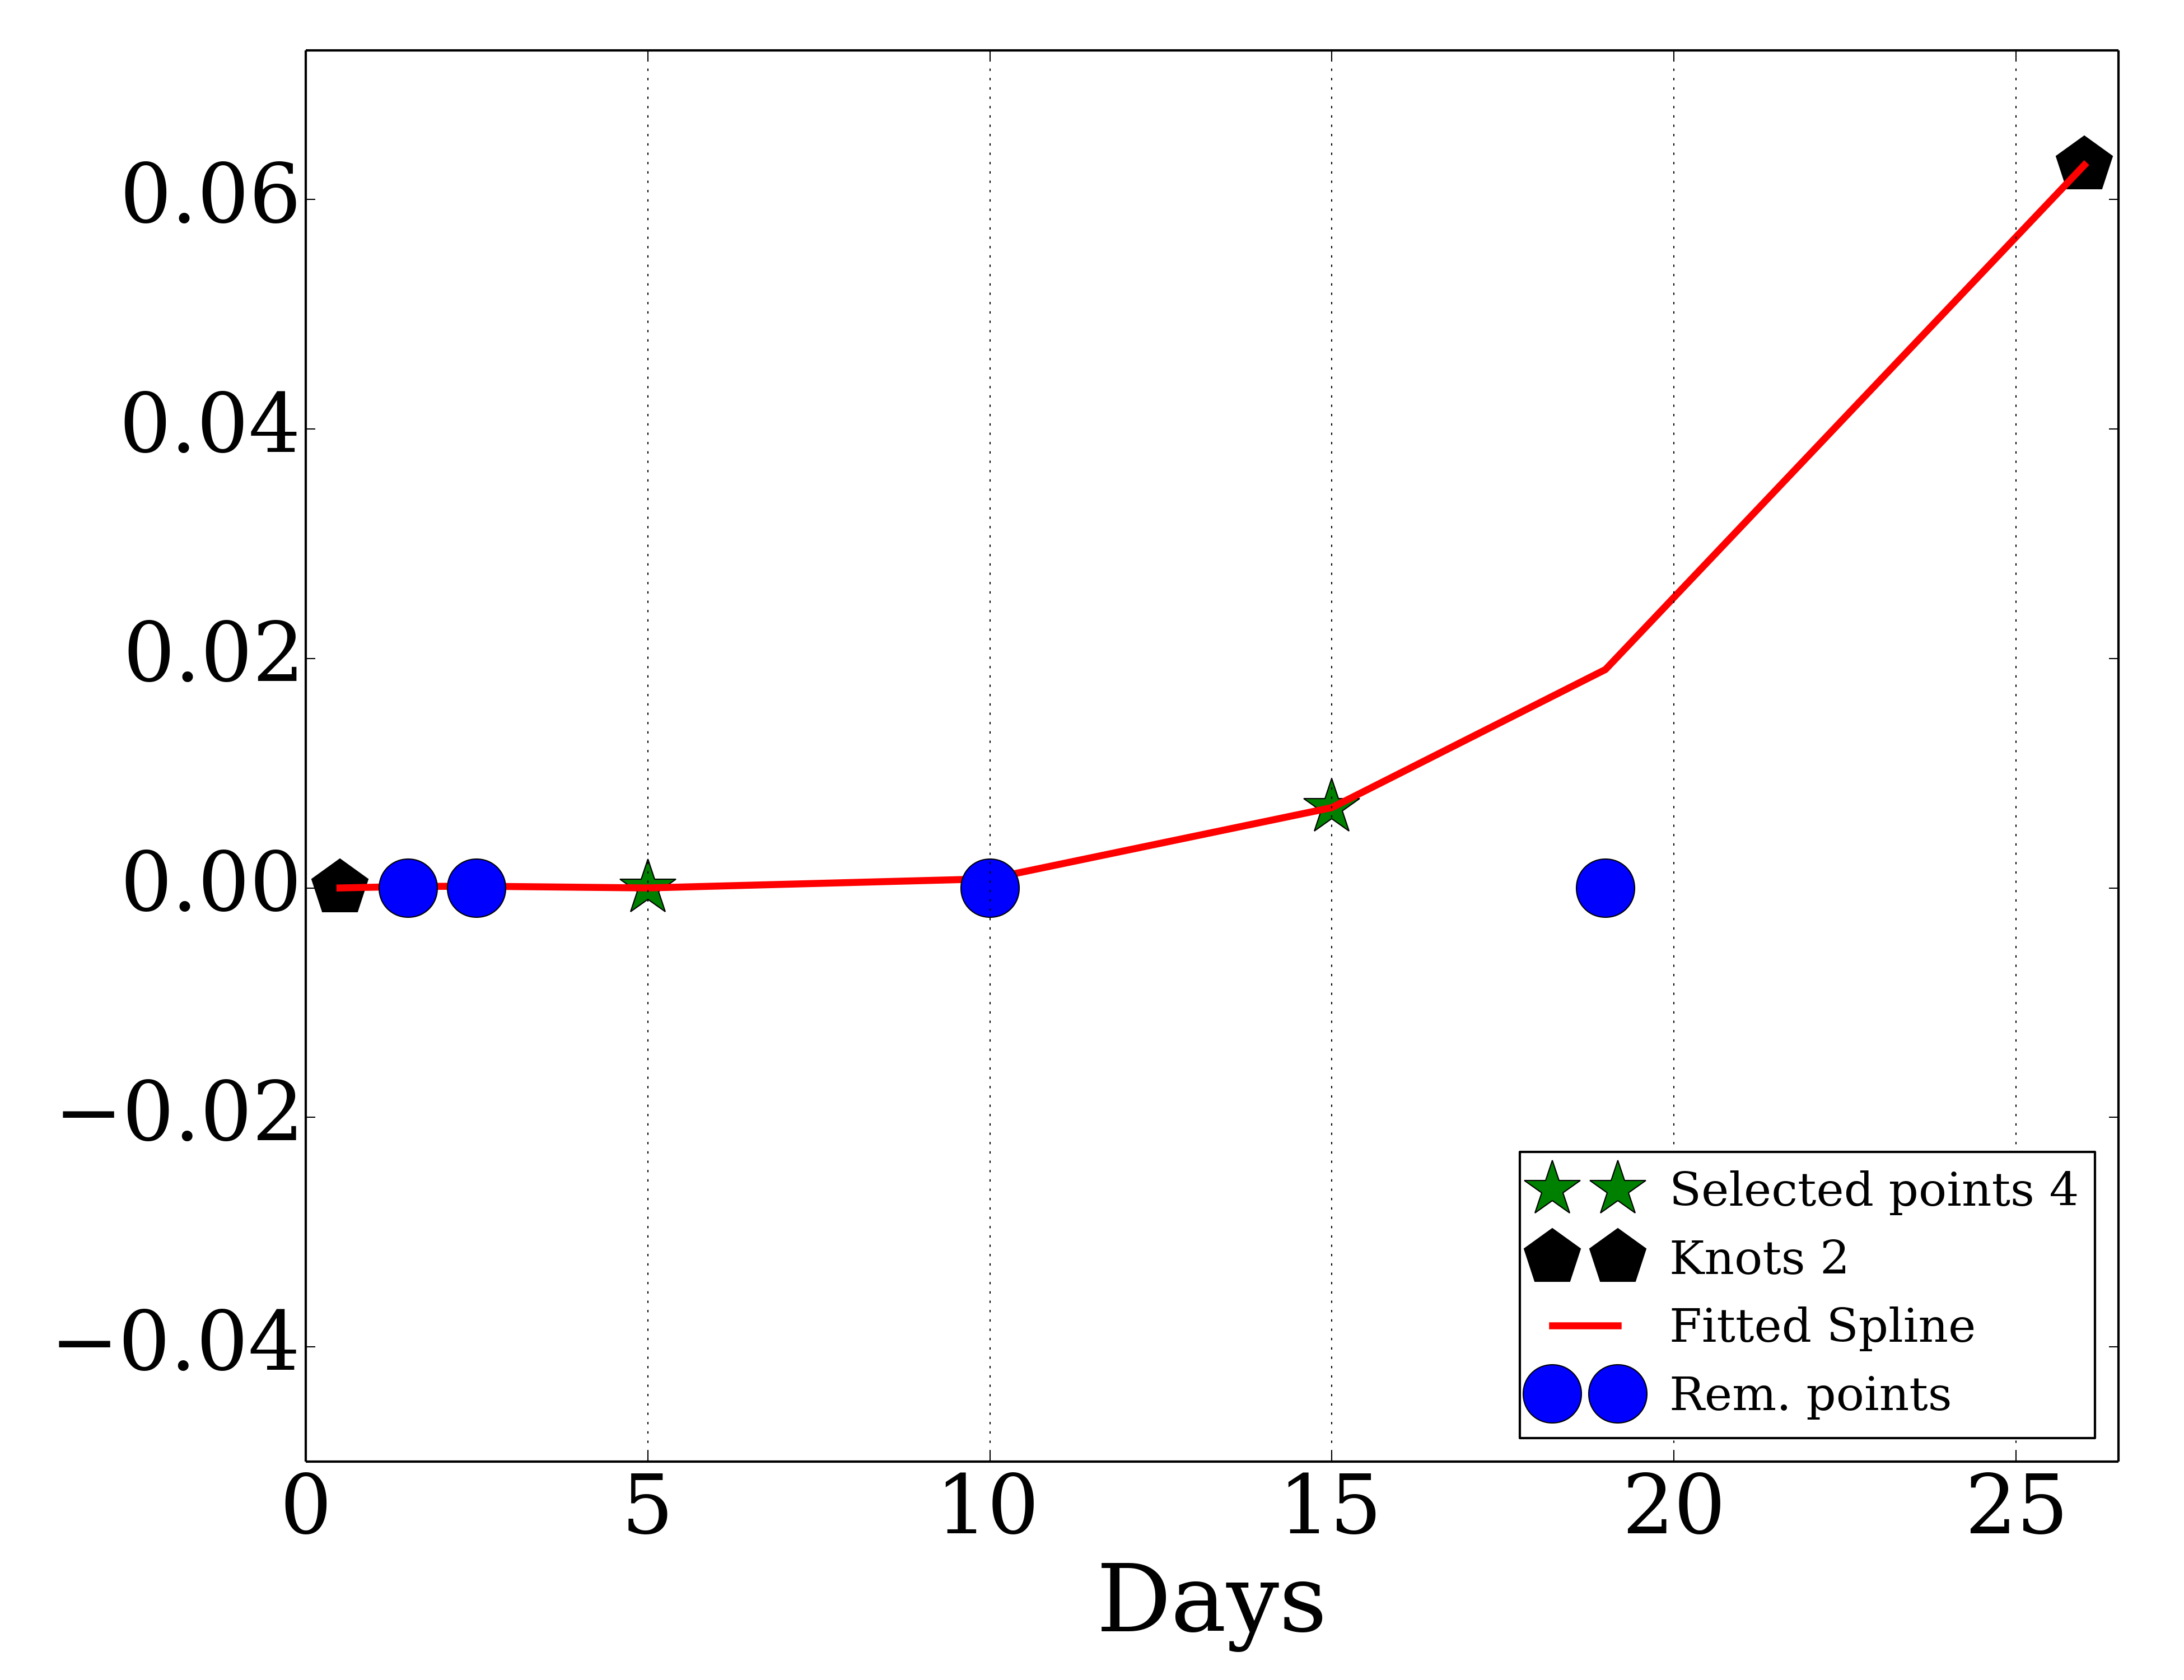 0.06
0.04
0.02
0.00
−0.02
−0.04
0 5 10 15 20 25
Days
Selected points 4
Knots 2
Fitted Spline
Rem. points